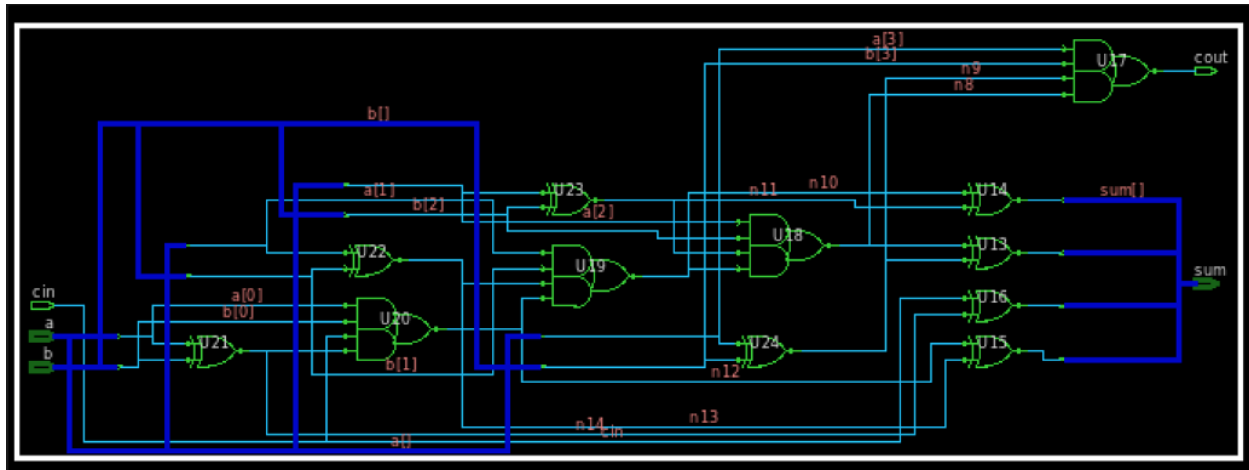 a[3]
b[3]
U17
cout
n9
n8
b[]
a[1]
U23
n11
n10
U14
sum[]
b[2]
a[2]
U18
U13
U22
U19
sum
cin
a[0]
b[0]
U20
U16
a
U21
U24
U15
b
b[1]
n12
n13
n14
cin
a[]